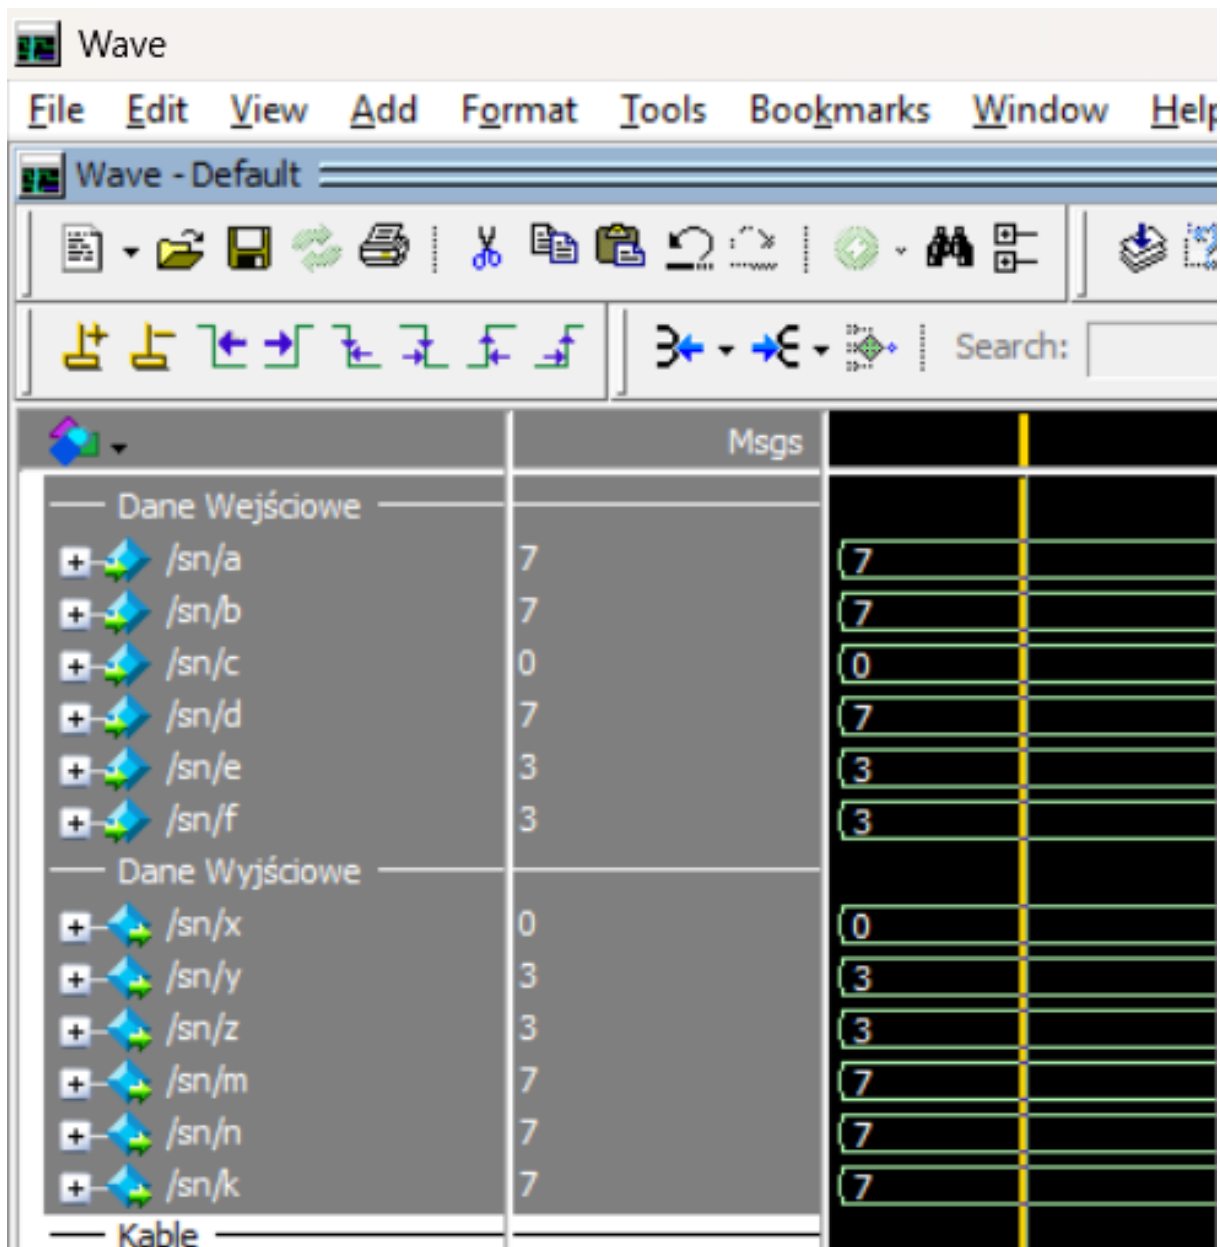 Wave
File Edit View Add Format Tools Bookmarks Window Help
Wave - Default
Search:
Msgs
Dane Wejściowe
/sn/a 7 7
/sn/b 7 7
/sn/c 0 0
/sn/d 7 7
/sn/e 3 3
/sn/f 3 3
Dane Wyjściowe
/sn/x 0 0
/sn/y 3 3
/sn/z 3 3
/sn/m 7 7
/sn/n 7 7
/sn/k 7 7
Kable